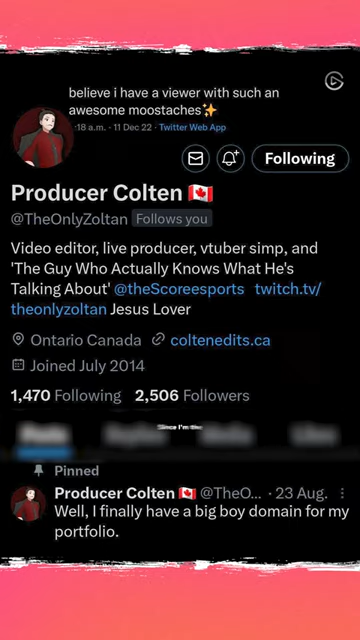 believe i have a viewer with such an
awesome moostaches✨
:18 a.m. · 11 Dec 22 · Twitter Web App
Following
Producer Colten 🇨🇦
@TheOnlyZoltan Follows you
Video editor, live producer, vtuber simp, and
'The Guy Who Actually Knows What He's
Talking About' @theScoreesports twitch.tv/
theonlyzoltan Jesus Lover
Ontario Canada coltenedits.ca
Joined July 2014
1,470 Following 2,506 Followers
Since I'm the
Pinned
Producer Colten 🇨🇦 @TheO... · 23 Aug.
Well, I finally have a big boy domain for my
portfolio.